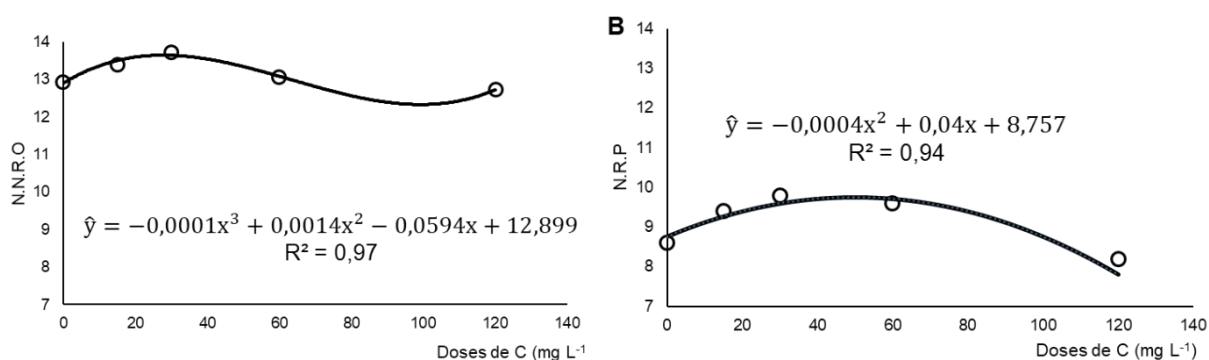 14
13
12
11
10
9
8
7
N.N.R.O
ŷ = −0,0001x³ + 0,0014x² − 0,0594x + 12,899
R² = 0,97
0 20 40 60 80 100 120 140
Doses de C (mg L⁻¹)
B
14
13
12
11
10
9
8
7
6
N.R.P
ŷ = −0,0004x² + 0,04x + 8,757
R² = 0,94
0 20 40 60 80 100 120 140
Doses de C (mg L⁻¹)